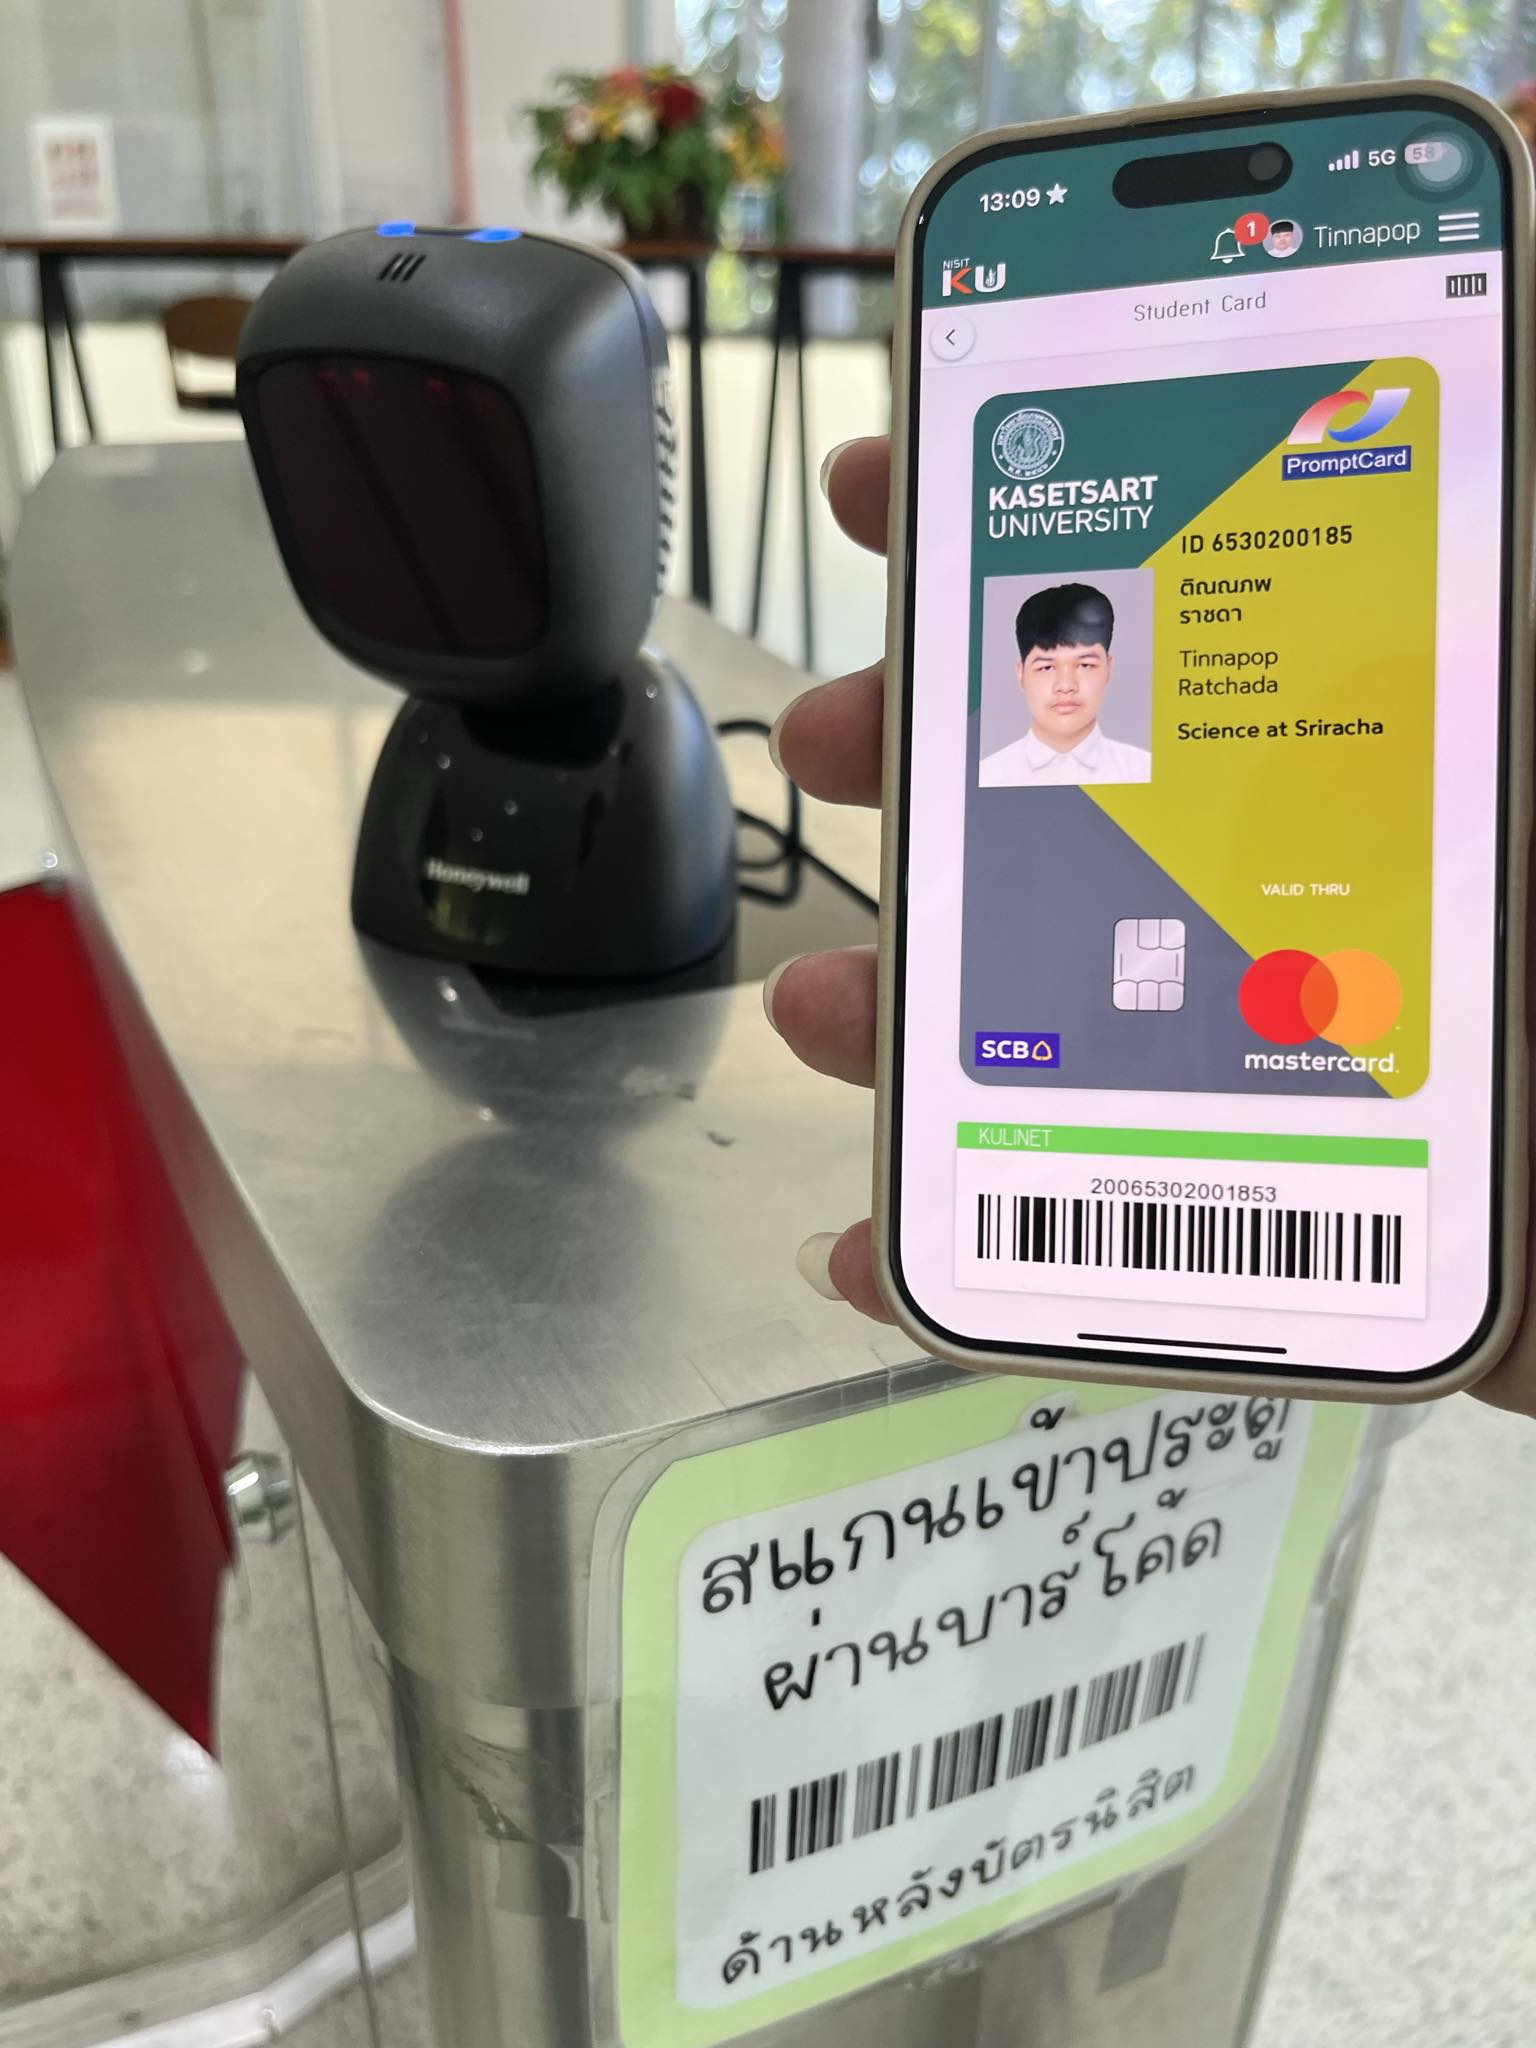 13:09
5G
58
NISIT
KU
1
Tinnapop
Student Card
KASETSART
UNIVERSITY
PromptCard
ID 6530200185
ติณณภพ
ราชดา
Tinnapop
Ratchada
Science at Sriracha
VALID THRU
SCB
mastercard.
KULINET
20065302001853
Honeywell
สแกนเข้าประตู
ผ่านบาร์โค้ด
ด้านหลังบัตรนิสิต